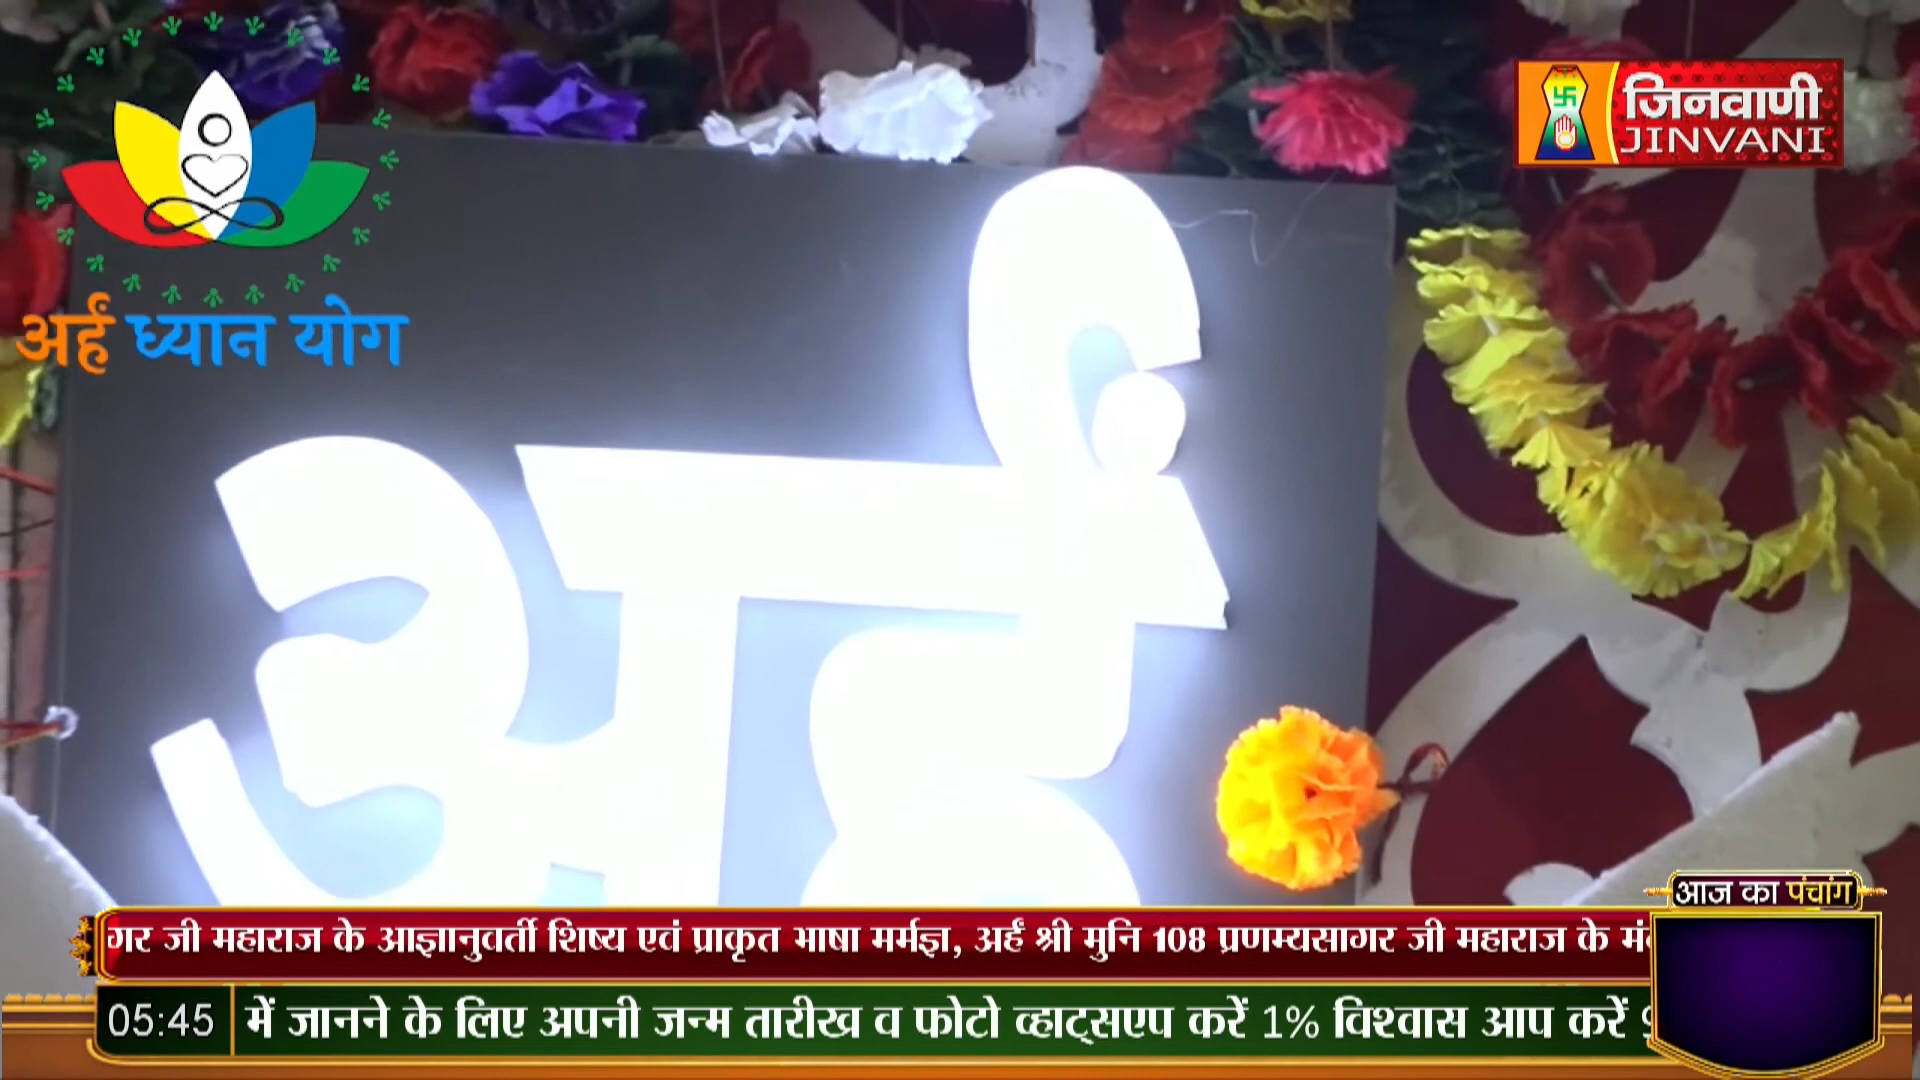 जिनवाणी
JINVANI
अर्हं ध्यान योग
अर्हं
आज का पंचांग
गर जी महाराज के आज्ञानुवर्ती शिष्य एवं प्राकृत भाषा मर्मज्ञ, अर्हं श्री मुनि 108 प्रणम्यसागर जी महाराज के
05:45 में जानने के लिए अपनी जन्म तारीख व फोटो व्हाट्सएप करें 1% विश्वास आप करें